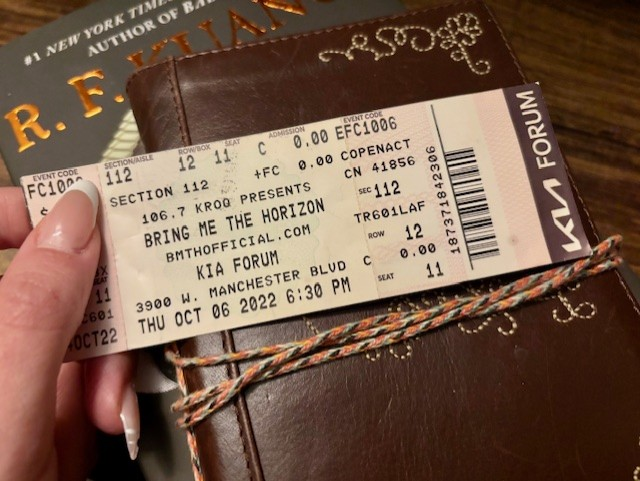 #1 NEW YORK TIMES
AUTHOR OF BA
R. F. KUANG
EVENT CODE
SECTION/AISLE
ROW/BOX
SEAT
ADMISSION
EVENT CODE
112
12
11
C
0.00
EFC1006
SECTION 112
+FC
0.00
COPENACT
CN 41856
106.7 KROQ PRESENTS
SEC 112
BRING ME THE HORIZON
TR601LAF
BMTHOFFICIAL.COM
ROW 12
KIA FORUM
3900 W. MANCHESTER BLVD
C 0.00
THU OCT 06 2022 6:30 PM
SEAT 11
187371842306
KIA FORUM
FC100
$
11
601
OCT22